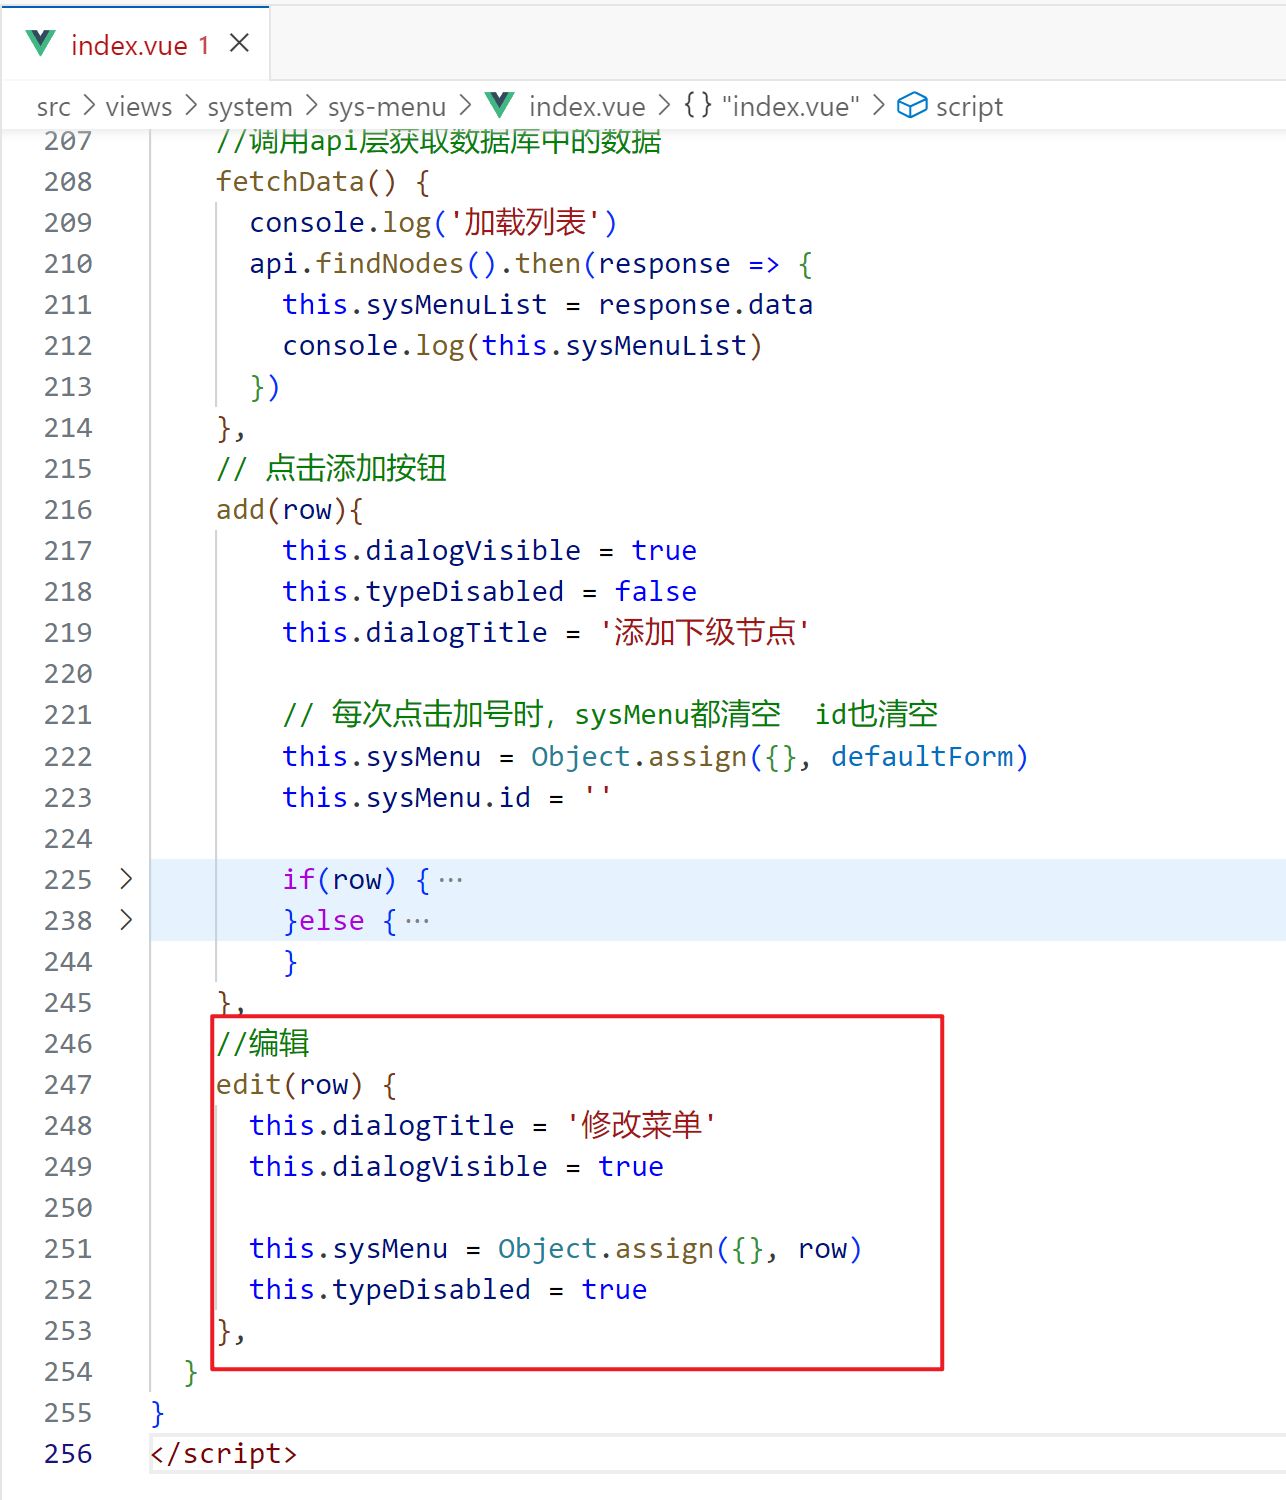 index.vue 1
src > views > system > sys-menu > index.vue > {} "index.vue" > script
207 //调用api层获取数据库中的数据
208 fetchData() {
209 console.log('加载列表')
210 api.findNodes().then(response => {
211 this.sysMenuList = response.data
212 console.log(this.sysMenuList)
213 })
214 },
215 // 点击添加按钮
216 add(row){
217 this.dialogVisible = true
218 this.typeDisabled = false
219 this.dialogTitle = '添加下级节点'
220
221 // 每次点击加号时，sysMenu都清空  id也清空
222 this.sysMenu = Object.assign({}, defaultForm)
223 this.sysMenu.id = ''
224
225 if(row) {…
238 }else {…
244 }
245 },
246 //编辑
247 edit(row) {
248 this.dialogTitle = '修改菜单'
249 this.dialogVisible = true
250
251 this.sysMenu = Object.assign({}, row)
252 this.typeDisabled = true
253 },
254 }
255 }
256 </script>